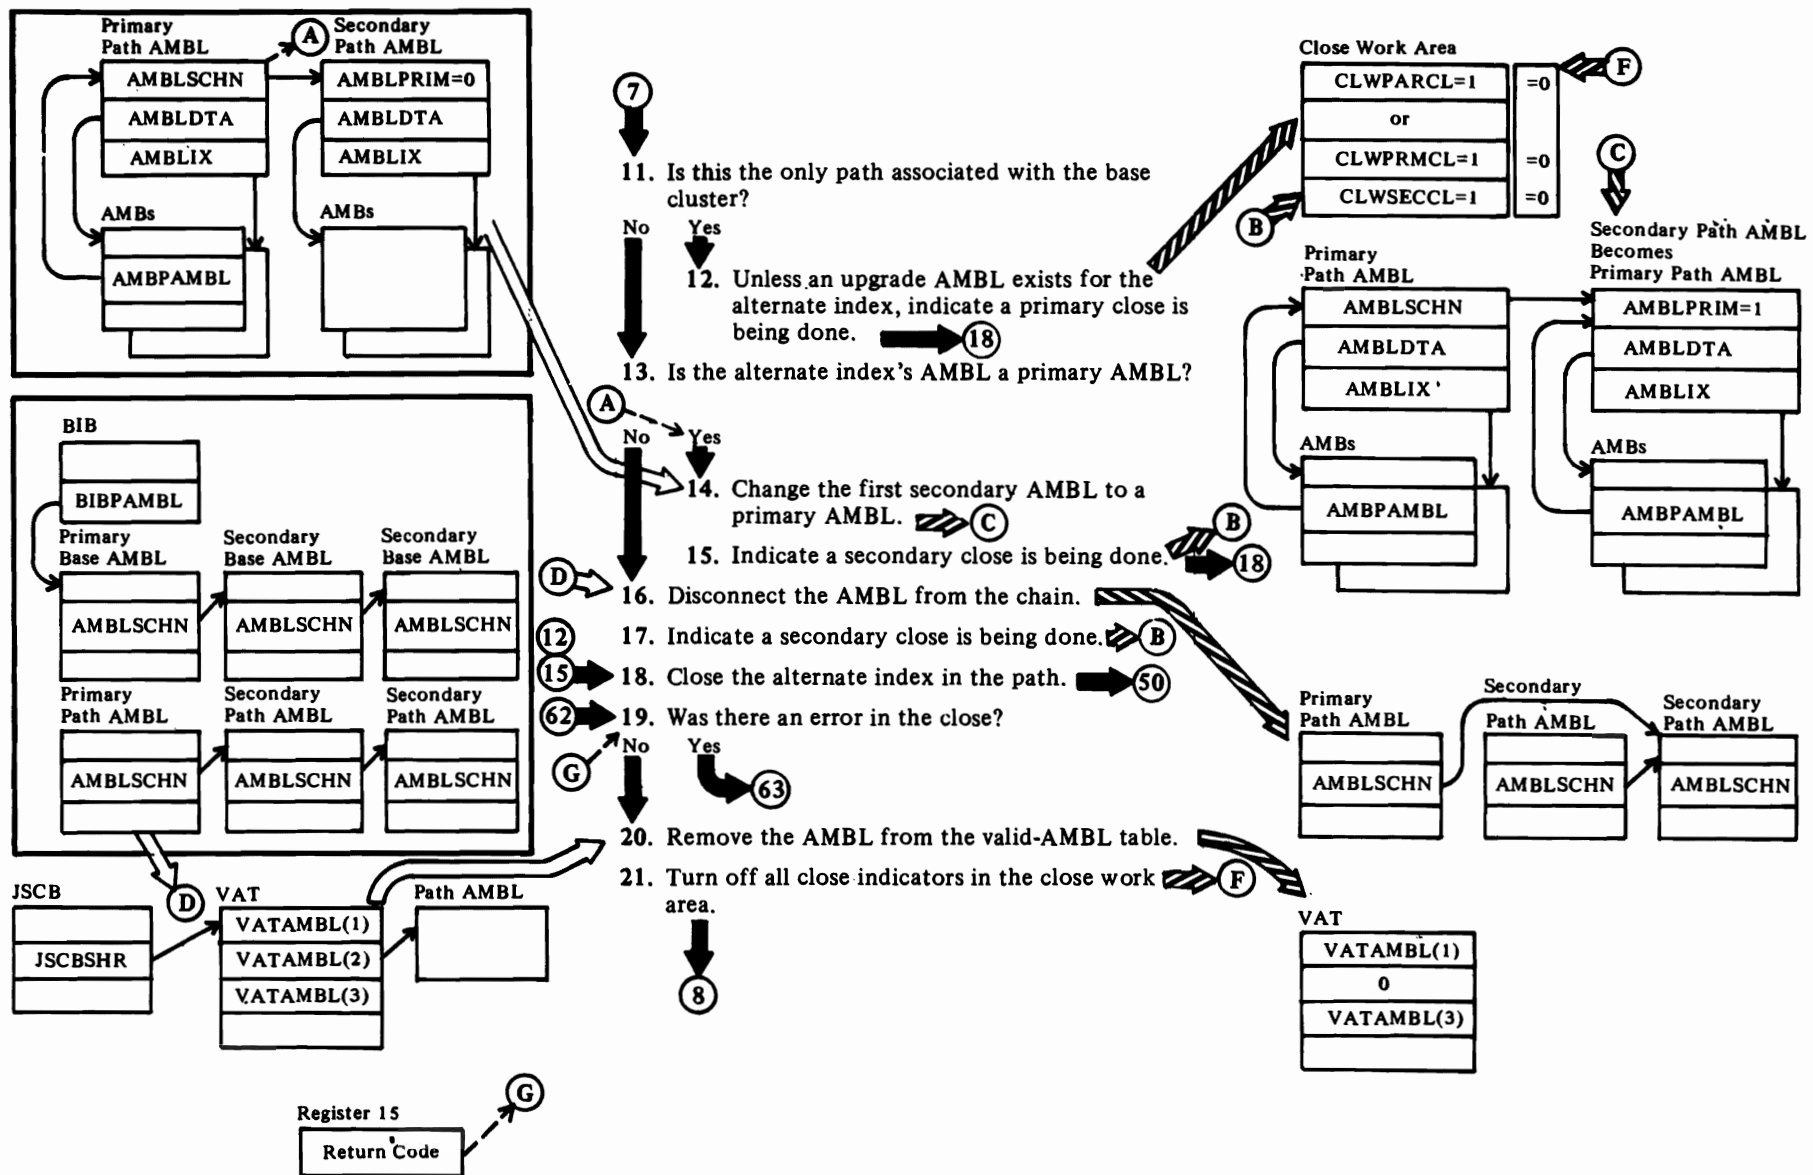 Primary
Path AMBL
Secondary
Path AMBL
A
AMBLSCHN
AMBLPRIM=0
AMBLDTA
AMBLDTA
AMBLIX
AMBLIX
AMBs
AMBs
AMBPAMBL
BIB
BIBPAMBL
Primary
Base AMBL
Secondary
Base AMBL
Secondary
Base AMBL
AMBLSCHN
AMBLSCHN
AMBLSCHN
Primary
Path AMBL
Secondary
Path AMBL
Secondary
Path AMBL
AMBLSCHN
AMBLSCHN
AMBLSCHN
D
JSCB
JSCBSHR
VAT
VATAMBL(1)
VATAMBL(2)
VATAMBL(3)
Path AMBL
Register 15
Return Code
G
7
11. Is this the only path associated with the base
cluster?
No
Yes
12. Unless an upgrade AMBL exists for the
alternate index, indicate a primary close is
being done.
18
13. Is the alternate index's AMBL a primary AMBL?
A
No
Yes
14. Change the first secondary AMBL to a
primary AMBL.
C
15. Indicate a secondary close is being done.
B
18
D
16. Disconnect the AMBL from the chain.
12
17. Indicate a secondary close is being done.
B
15
18. Close the alternate index in the path.
50
62
19. Was there an error in the close?
G
No
Yes
63
20. Remove the AMBL from the valid-AMBL table.
21. Turn off all close indicators in the close work
area.
F
8
Close Work Area
F
CLWPARCL=1
=0
or
CLWPRMCL=1
=0
CLWSECCL=1
=0
B
C
Primary
Path AMBL
Secondary Path AMBL
Becomes
Primary Path AMBL
AMBLSCHN
AMBLPRIM=1
AMBLDTA
AMBLDTA
AMBLIX
AMBLIX
AMBs
AMBs
AMBPAMBL
AMBPAMBL
Primary
Path AMBL
Secondary
Path AMBL
Secondary
Path AMBL
AMBLSCHN
AMBLSCHN
AMBLSCHN
VAT
VATAMBL(1)
0
VATAMBL(3)